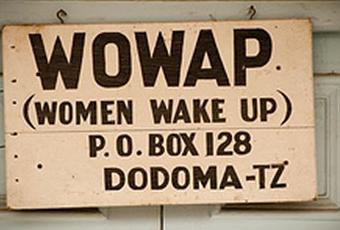 WOWAP.
(WOMEN WAKE UP)
P.O. BOX 128
DODOMA-TZ